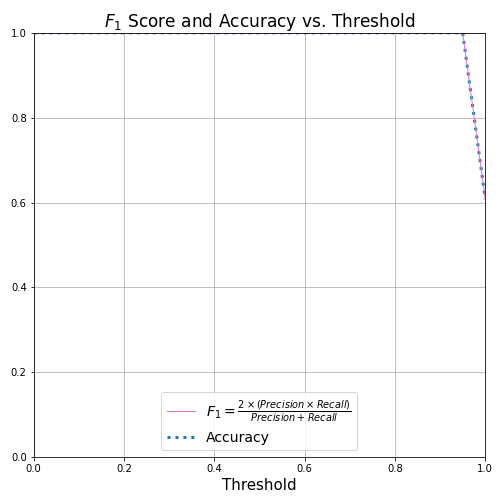 F₁ Score and Accuracy vs. Threshold
1.0
0.8
0.6
0.4
0.2
0.0
F₁ = 2 × (Precision × Recall) / Precision + Recall
Accuracy
0.0 0.2 0.4 0.6 0.8 1.0
Threshold